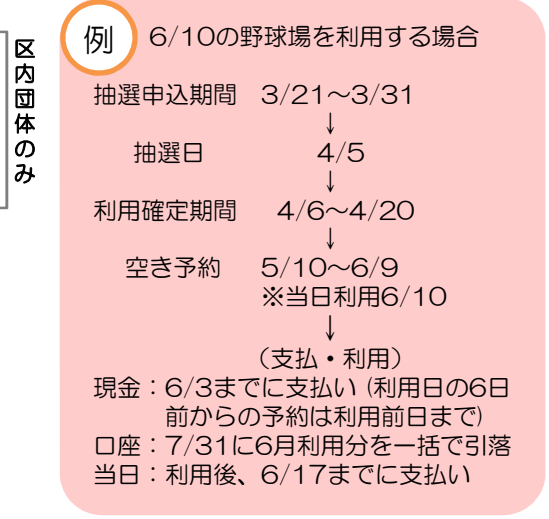 区内団体のみ
例
6/10の野球場を利用する場合
抽選申込期間 3/21～3/31
↓
抽選日 4/5
↓
利用確定期間 4/6～4/20
↓
空き予約 5/10～6/9
※当日利用6/10
↓
（支払・利用）
現金：6/3までに支払い (利用日の6日
前からの予約は利用前日まで)
口座：7/31に6月利用分を一括で引落
当日：利用後、6/17までに支払い